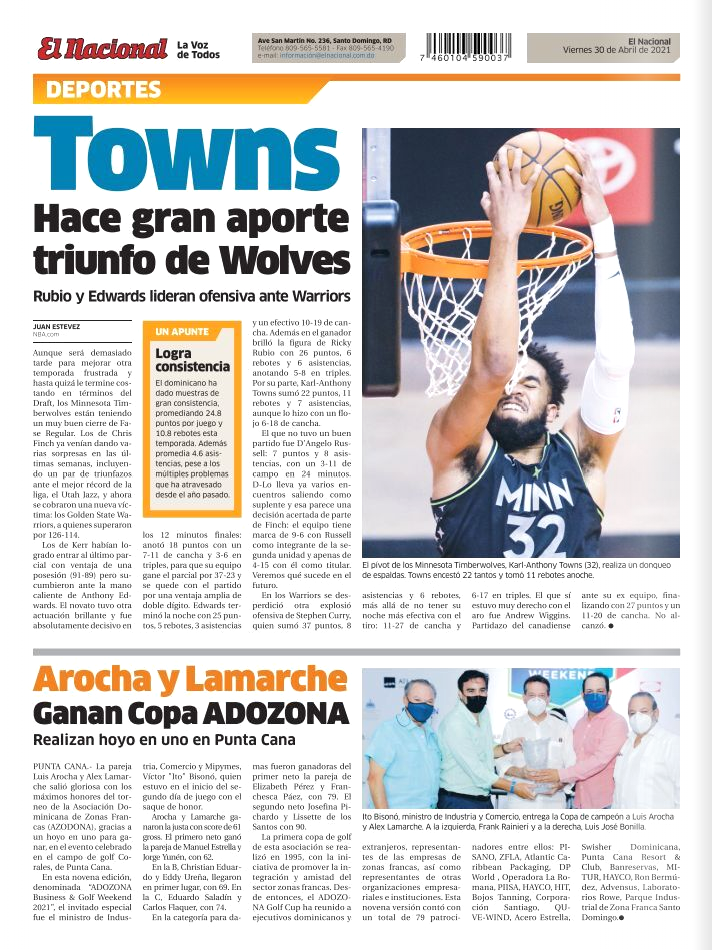 El Nacional
La Voz
de Todos
Ave San Martín No. 236, Santo Domingo, RD
Teléfono 809-565-5581 - Fax 809-565-4190
e-mail: información@elnacional.com.do
7 460104 590037
El Nacional
Viernes 30 de Abril de 2021
DEPORTES
Towns
Hace gran aporte
triunfo de Wolves
Rubio y Edwards lideran ofensiva ante Warriors
JUAN ESTEVEZ
NBA.com
Aunque será demasiado
tarde para mejorar otra
temporada frustrada y
hasta quizá le termine cos-
tando en términos del
Draft, los Minnesota Tim-
berwolves están teniendo
un muy buen cierre de Fa-
se Regular. Los de Chris
Finch ya venían dando va-
rias sorpresas en las úl-
timas semanas, incluyen-
do un par de triunfazos
ante el mejor récord de la
liga, el Utah Jazz, y ahora
se cobraron una nueva víc-
tima: los Golden State Wa-
rriors, a quienes superaron
por 126-114.
Los de Kerr habían lo-
grado entrar al último par-
cial con ventaja de una
posesión (91-89) pero su-
cumbieron ante la mano
caliente de Anthony Ed-
wards. El novato tuvo otra
actuación brillante y fue
absolutamente decisivo en
UN APUNTE
Logra
consistencia
El dominicano ha
dado muestras de
gran consistencia,
promediando 24.8
puntos por juego y
10.8 rebotes esta
temporada. Además
promedia 4.6 asis-
tencias, pese a los
múltiples problemas
que ha atravesado
desde el año pasado.
los 12 minutos finales:
anotó 18 puntos con un
7-11 de cancha y 3-6 en
triples, para que su equipo
gane el parcial por 37-23 y
se quede con el partido
por una ventaja amplia de
doble dígito. Edwards ter-
minó la noche con 25 pun-
tos, 5 rebotes, 3 asistencias
y un efectivo 10-19 de can-
cha. Además en el ganador
brilló la figura de Ricky
Rubio con 26 puntos, 6
rebotes y 6 asistencias,
anotando 5-8 en triples.
Por su parte, Karl-Anthony
Towns sumó 22 puntos, 11
rebotes y 7 asistencias,
aunque lo hizo con un flo-
jo 6-18 de cancha.
El que no tuvo un buen
partido fue D'Angelo Rus-
sell: 7 puntos y 8 asis-
tencias, con un 3-11 de
campo en 24 minutos.
D-Lo lleva ya varios en-
cuentros saliendo como
suplente y esa parece una
decisión acertada de parte
de Finch: el equipo tiene
marca de 9-6 con Russell
como integrante de la se-
gunda unidad y apenas de
4-15 con él como titular.
Veremos qué sucede en el
futuro.
En los Warriors se des-
perdició otra explosió
ofensiva de Stephen Curry,
quien sumó 37 puntos, 8
MINN
32
El pívot de los Minnesota Timberwolves, Karl-Anthony Towns (32), realiza un donqueo
de espaldas. Towns encestó 22 tantos y tomó 11 rebotes anoche.
asistencias y 6 rebotes,
más allá de no tener su
noche más efectiva con el
tiro: 11-27 de cancha y
6-17 en triples. El que sí
estuvo muy derecho con el
aro fue Andrew Wiggins.
Partidazo del canadiense
ante su ex equipo, fina-
lizando con 27 puntos y un
11-20 de cancha. No al-
canzó.
Arocha y Lamarche
Ganan Copa ADOZONA
Realizan hoyo en uno en Punta Cana
PUNTA CANA.- La pareja
Luis Arocha y Alex Lamar-
che salió gloriosa con los
máximos honores del tor-
neo de la Asociación Do-
minicana de Zonas Fran-
cas (AZODONA), gracias a
un hoyo en uno para ga-
nar, en el evento celebrado
en el campo de golf Co-
rales, de Punta Cana.
En esta novena edición,
denominada "ADOZONA
Business & Golf Weekend
2021", el invitado especial
fue el ministro de Indus-
tria, Comercio y Mipymes,
Víctor "Ito" Bisonó, quien
estuvo en el inicio del se-
gundo día de juego con el
saque de honor.
Arocha y Lamarche ga-
naron la justa con score de 61
gross. El primero neto ganó
la pareja de Manuel Estrella y
Jorge Yunén, con 62.
En la B, Christian Eduar-
do y Eddy Ureña, llegaron
en primer lugar, con 69. En
la C, Eduardo Saladín y
Carlos Flaquer, con 74.
En la categoría para da-
mas fueron ganadoras del
primer neto la pareja de
Elizabeth Pérez y Fran-
chesca Páez, con 79. El
segundo neto Josefina Pi-
chardo y Lissette de los
Santos con 90.
La primera copa de golf
de esta asociación se rea-
lizó en 1995, con la ini-
ciativa de promover la in-
tegración y amistad del
sector zonas francas. Des-
de entonces, el ADOZO-
NA Golf Cup ha reunido a
ejecutivos dominicanos y
WEEKEND
Ito Bisonó, ministro de Industria y Comercio, entrega la Copa de campeón a Luis Arocha
y Alex Lamarche. A la izquierda, Frank Rainieri y a la derecha, Luis José Bonilla.
extranjeros, representan-
tes de las empresas de
zonas francas, así como
representantes de otras
organizaciones empresa-
riales e instituciones. Esta
novena versión contó con
un total de 79 patroci-
nadores entre ellos: PI-
SANO, ZFLA, Atlantic Ca-
ribbean Packaging, DP
World, Operadora La Ro-
mana, PIISA, HAYCO, HIT,
Bojos Tanning, Corpora-
ción Santiago, QU-
VE-WIND, Acero Estrella,
Swisher Dominicana,
Punta Cana Resort &
Club, Banreservas, MI-
TUR, HAYCO, Ron Bermú-
dez, Advensus, Laborato-
rios Rowe, Parque Indus-
trial de Zona Franca Santo
Domingo.